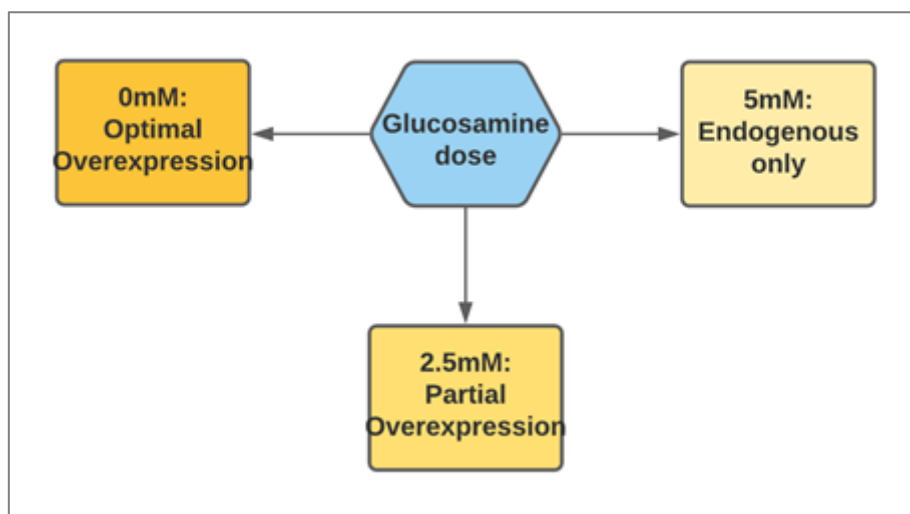 0mM:
Optimal
Overexpression
Glucosamine
dose
5mM:
Endogenous
only
2.5mM:
Partial
Overexpression